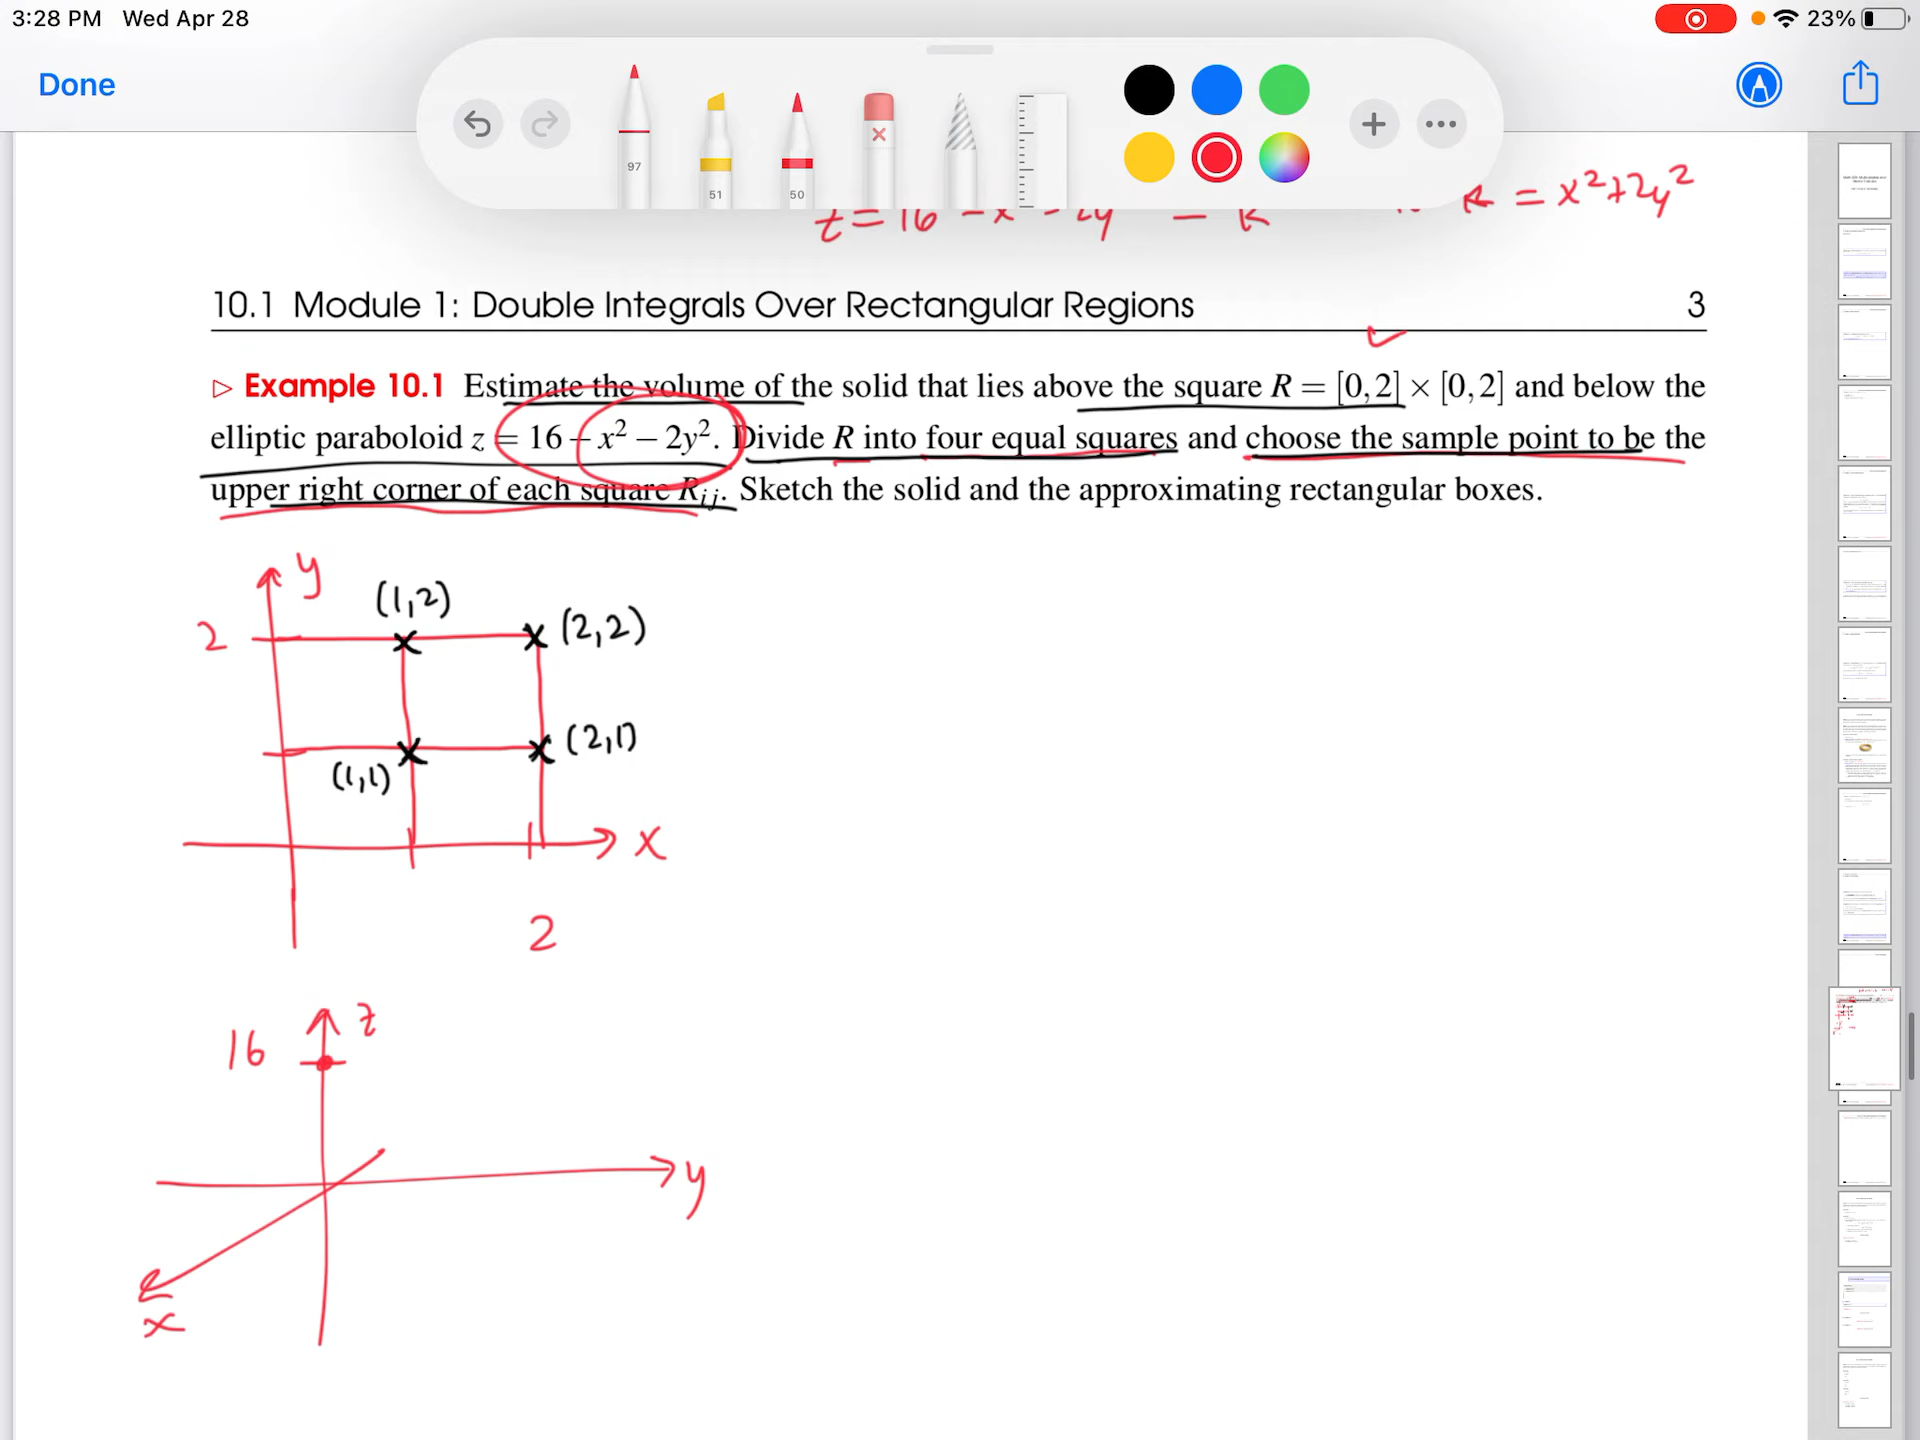 3:28 PM Wed Apr 28
23%
Done
97
51
50
z = 16 - x - 2y = k
k = x² + 2y²
10.1 Module 1: Double Integrals Over Rectangular Regions 3
▷ Example 10.1 Estimate the volume of the solid that lies above the square R = [0,2] × [0,2] and below the
elliptic paraboloid z = 16 − x² − 2y². Divide R into four equal squares and choose the sample point to be the
upper right corner of each square Rᵢⱼ. Sketch the solid and the approximating rectangular boxes.
y
(1,2)
2
(2,2)
(2,1)
(1,1)
x
2
z
16
y
x